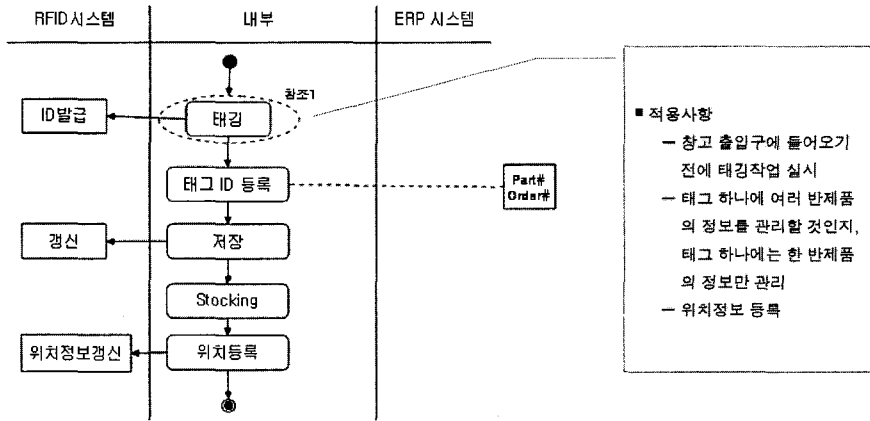 RFID시스템
내부
ERP 시스템
참조1
ID발급
태깅
태그 ID 등록
Part#
Order#
갱신
저장
Stocking
위치정보갱신
위치등록
■ 적용사항
— 창고 출입구에 들어오기
전에 태깅작업 실시
— 태그 하나에 여러 반제품
의 정보를 관리할 것인지,
태그 하나에는 한 반제품
의 정보만 관리
— 위치정보 등록